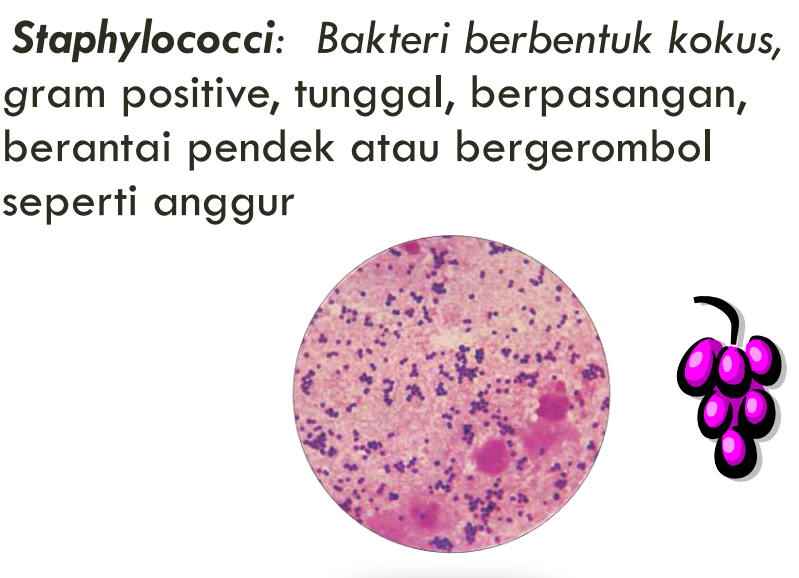 Staphylococci: Bakteri berbentuk kokus,
gram positive, tunggal, berpasangan,
berantai pendek atau bergerombol
seperti anggur